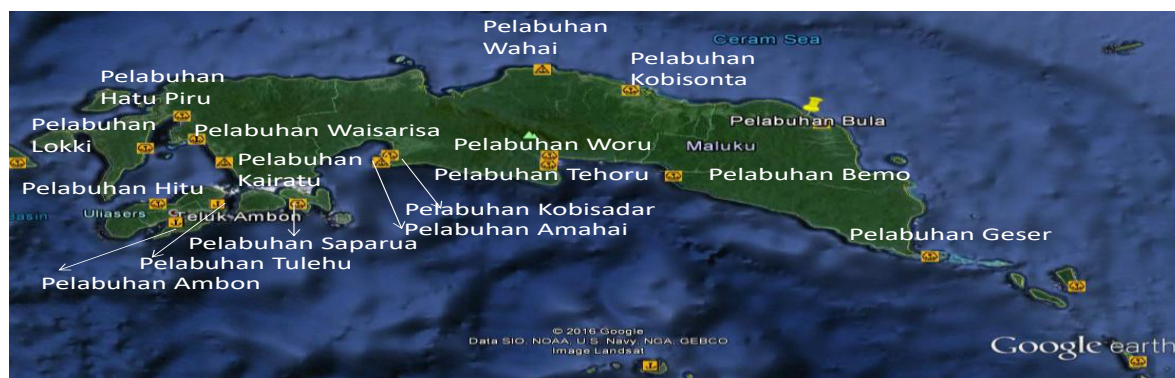 Pelabuhan
Wahai
Ceram Sea
Pelabuhan
Kobisonta
Pelabuhan
Hatu Piru
Pelabuhan
Lokki
Pelabuhan Waisarisa
Pelabuhan Bula
Pelabuhan Woru
Maluku
Pelabuhan
Kairatu
Pelabuhan Tehoru
Pelabuhan Bemo
Pelabuhan Hitu
Uliasers
Teluk Ambon
Basin
Pelabuhan Kobisadar
Pelabuhan Amahai
Pelabuhan Saparua
Pelabuhan Geser
Pelabuhan Tulehu
Pelabuhan Ambon
© 2016 Google
Data SIO, NOAA, U.S. Navy, NGA, GEBCO
Image Landsat
Google earth